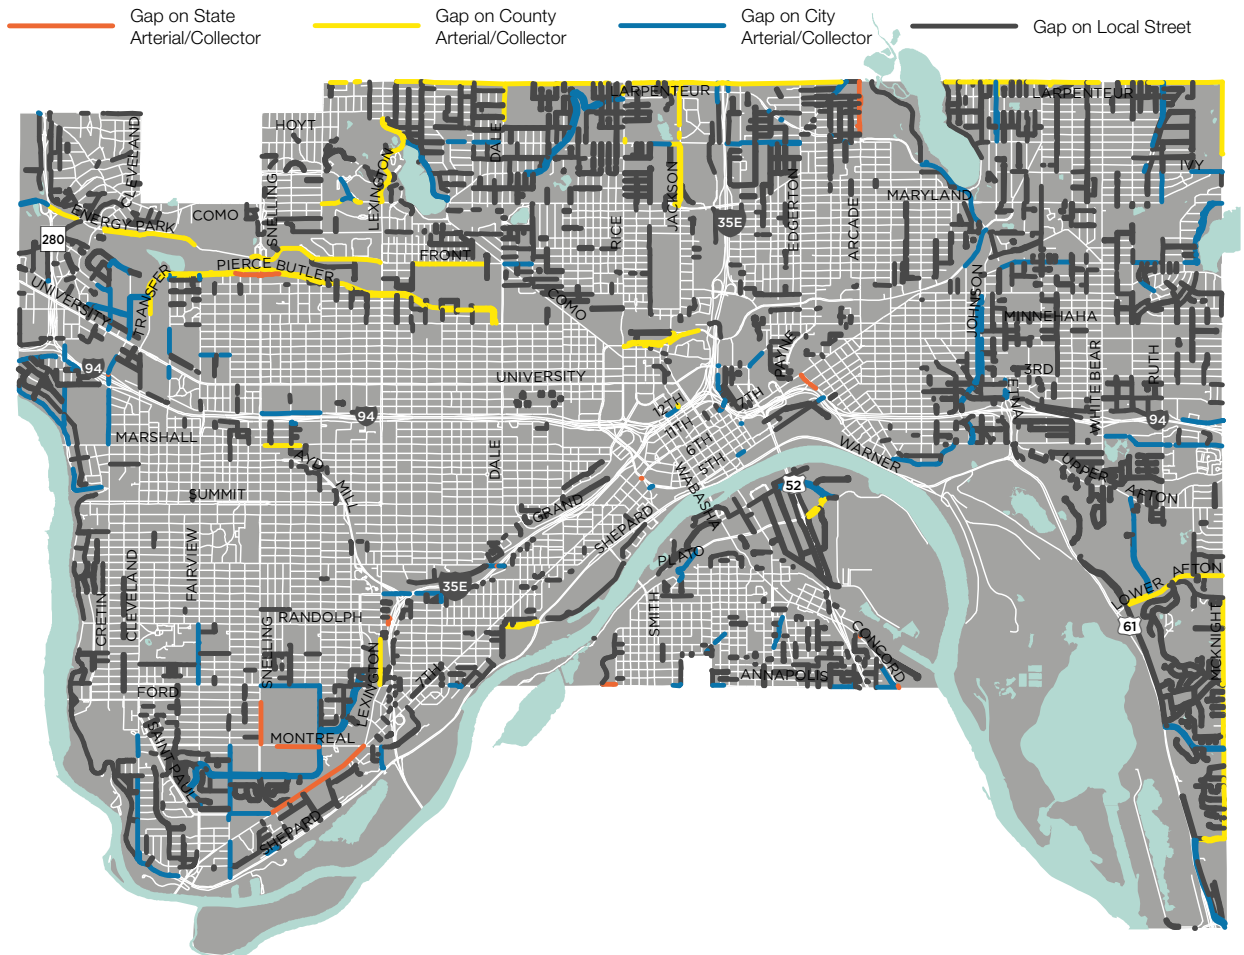 Gap on State
Arterial/Collector
Gap on County
Arterial/Collector
Gap on City
Arterial/Collector
Gap on Local Street
LARPENTEUR
LARPENTEUR
HOYT
CLEVELAND
DALE
LEXINGTON
SNELLING
JACKSON
EDGERTON
IVY
MARYLAND
COMO
ENERGY PARK
RICE
35E
ARCADE
280
FRONT
PIERCE BUTLER
TRANSFER
UNIVERSITY
COMO
JOHNSON
MINNEHAHA
PAYNE
3RD
WHITE BEAR
RUTH
94
UNIVERSITY
ETNA
12TH
7TH
94
94
11TH
MARSHALL
6TH
5TH
WARNER
AYD
MILL
DALE
UPPER
AFTON
SUMMIT
WABASHA
52
GRAND
SHEPARD
PLATO
FAIRVIEW
CLEVELAND
CRETIN
35E
LOWER AFTON
RANDOLPH
SMITH
61
CONCORD
MCKNIGHT
SNELLING
LEXINGTON
7TH
ANNAPOLIS
FORD
SAINT PAUL
MONTREAL
SHEPARD